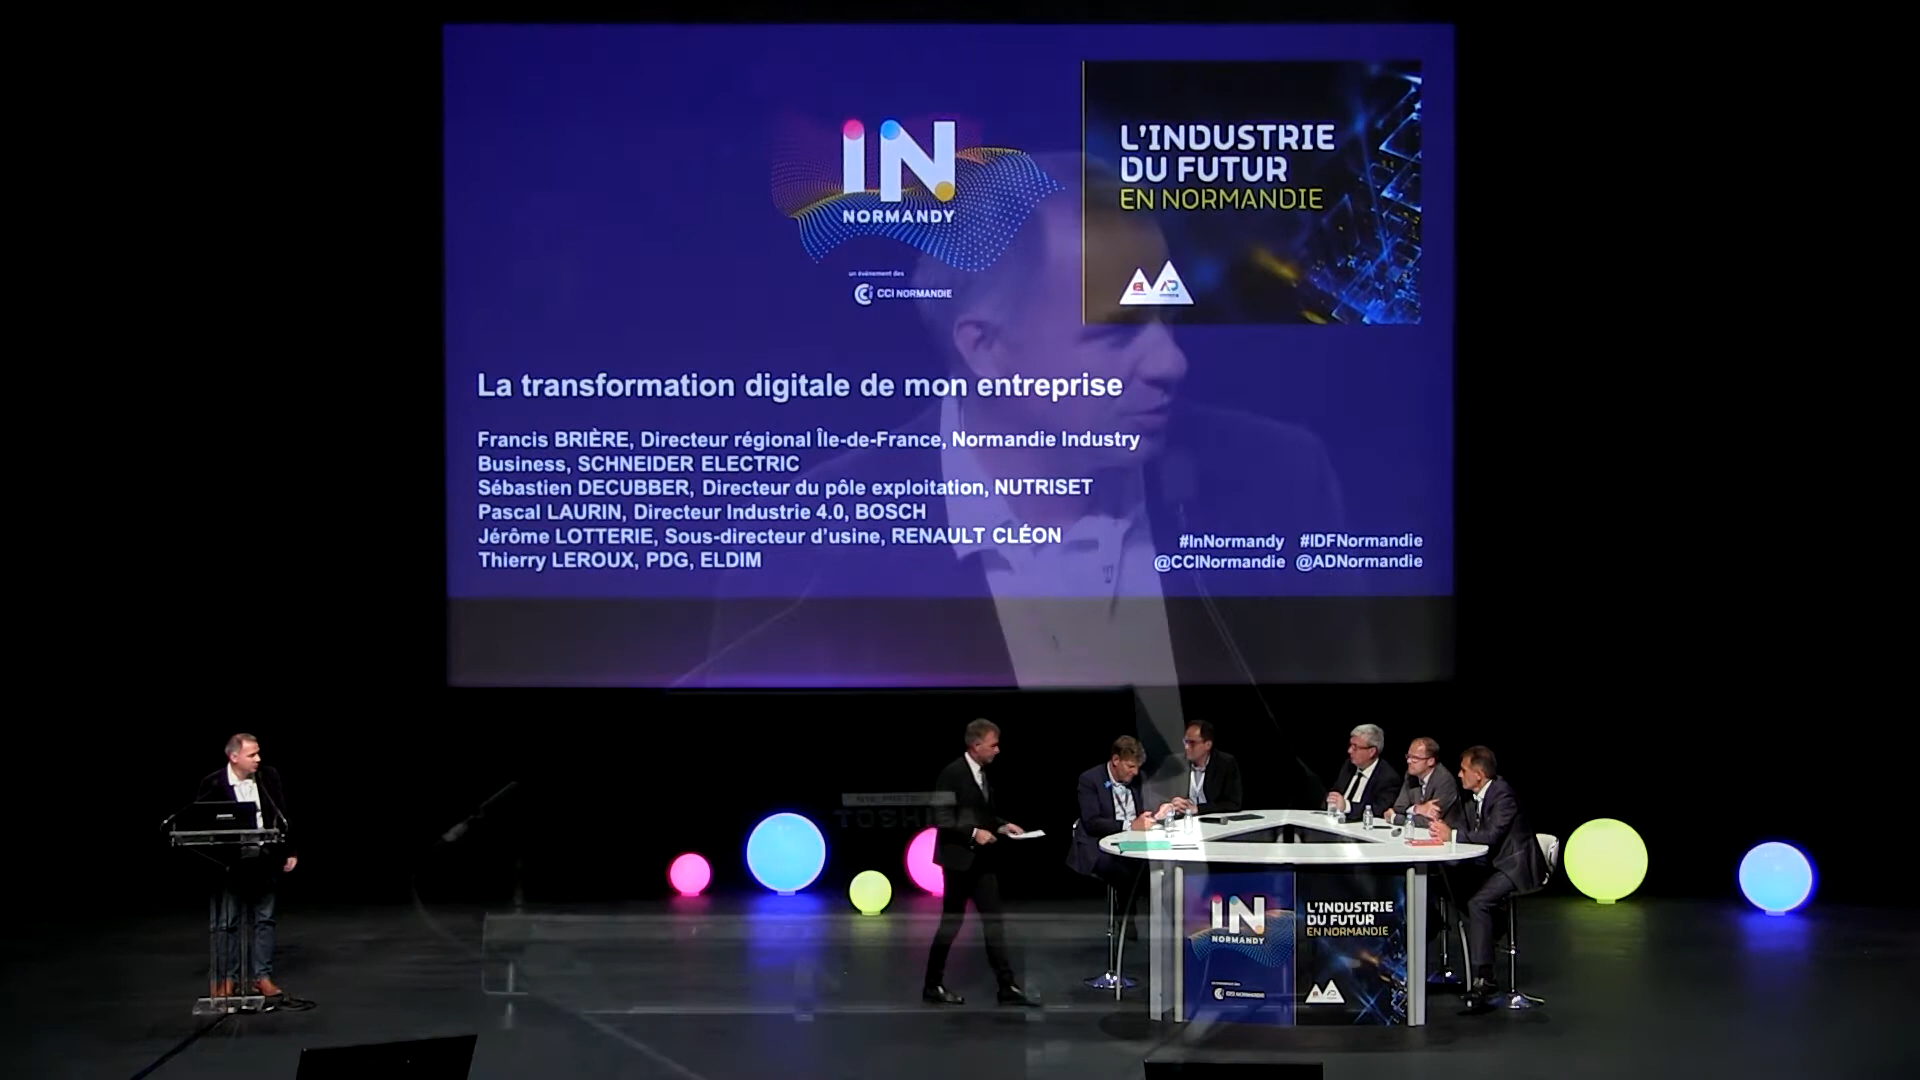 IN
NORMANDY
un événement des
CCI NORMANDIE
L'INDUSTRIE
DU FUTUR
EN NORMANDIE
La transformation digitale de mon entreprise
Francis BRIÈRE, Directeur régional Île-de-France, Normandie Industry
Business, SCHNEIDER ELECTRIC
Sébastien DECUBBER, Directeur du pôle exploitation, NUTRISET
Pascal LAURIN, Directeur Industrie 4.0, BOSCH
Jérôme LOTTERIE, Sous-directeur d'usine, RENAULT CLÉON
Thierry LEROUX, PDG, ELDIM
#InNormandy #IDFNormandie
@CCINormandie @ADNormandie
TOSHIBA
IN
NORMANDY
CCI NORMANDIE
L'INDUSTRIE
DU FUTUR
EN NORMANDIE